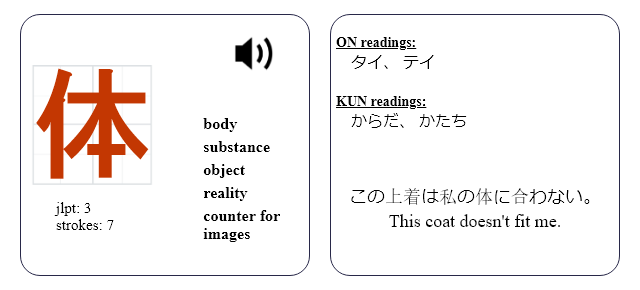 体
jlpt: 3
strokes: 7
body
substance
object
reality
counter for
images
ON readings:
タイ、 テイ
KUN readings:
からだ、 かたち
この上着は私の体に合わない。
This coat doesn't fit me.